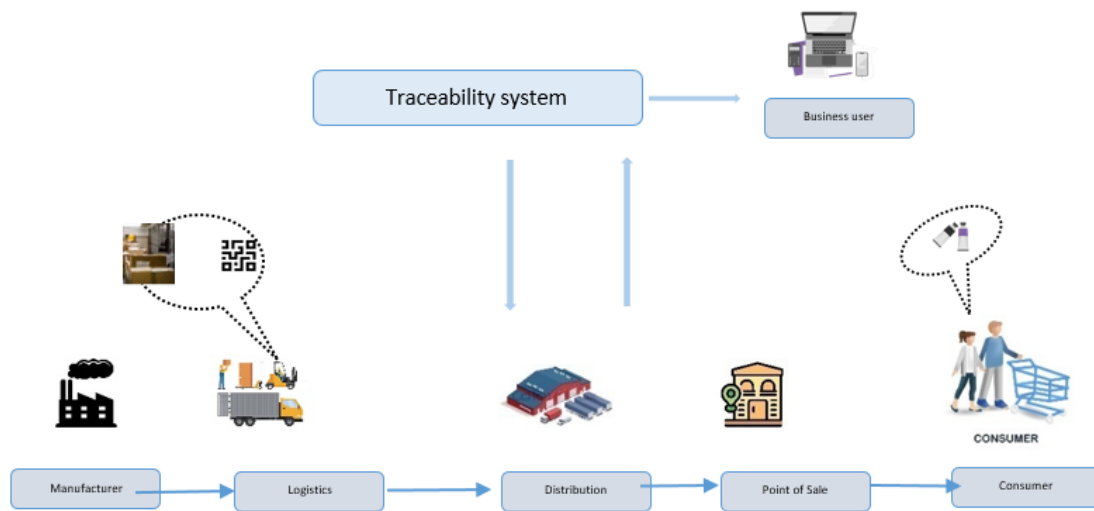 Traceability system
Business user
CONSUMER
Manufacturer
Logistics
Distribution
Point of Sale
Consumer